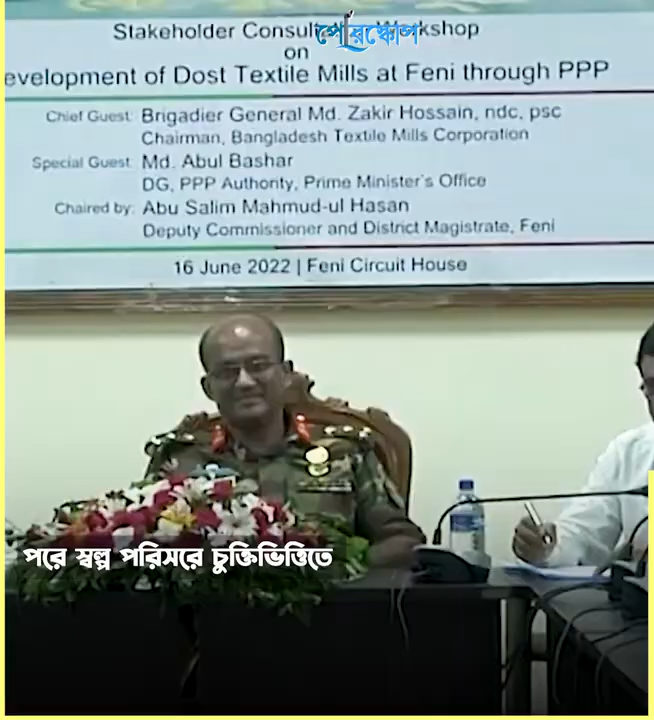 পেরিস্কোপ
Stakeholder Consultation Workshop
on
evelopment of Dost Textile Mills at Feni through PPP
Chief Guest: Brigadier General Md. Zakir Hossain, ndc, psc
Chairman, Bangladesh Textile Mills Corporation
Special Guest: Md. Abul Bashar
DG, PPP Authority, Prime Minister's Office
Chaired by: Abu Salim Mahmud-ul Hasan
Deputy Commissioner and District Magistrate, Feni
16 June 2022 | Feni Circuit House
পরে স্বল্প পরিসরে চুক্তিভিত্তিতে